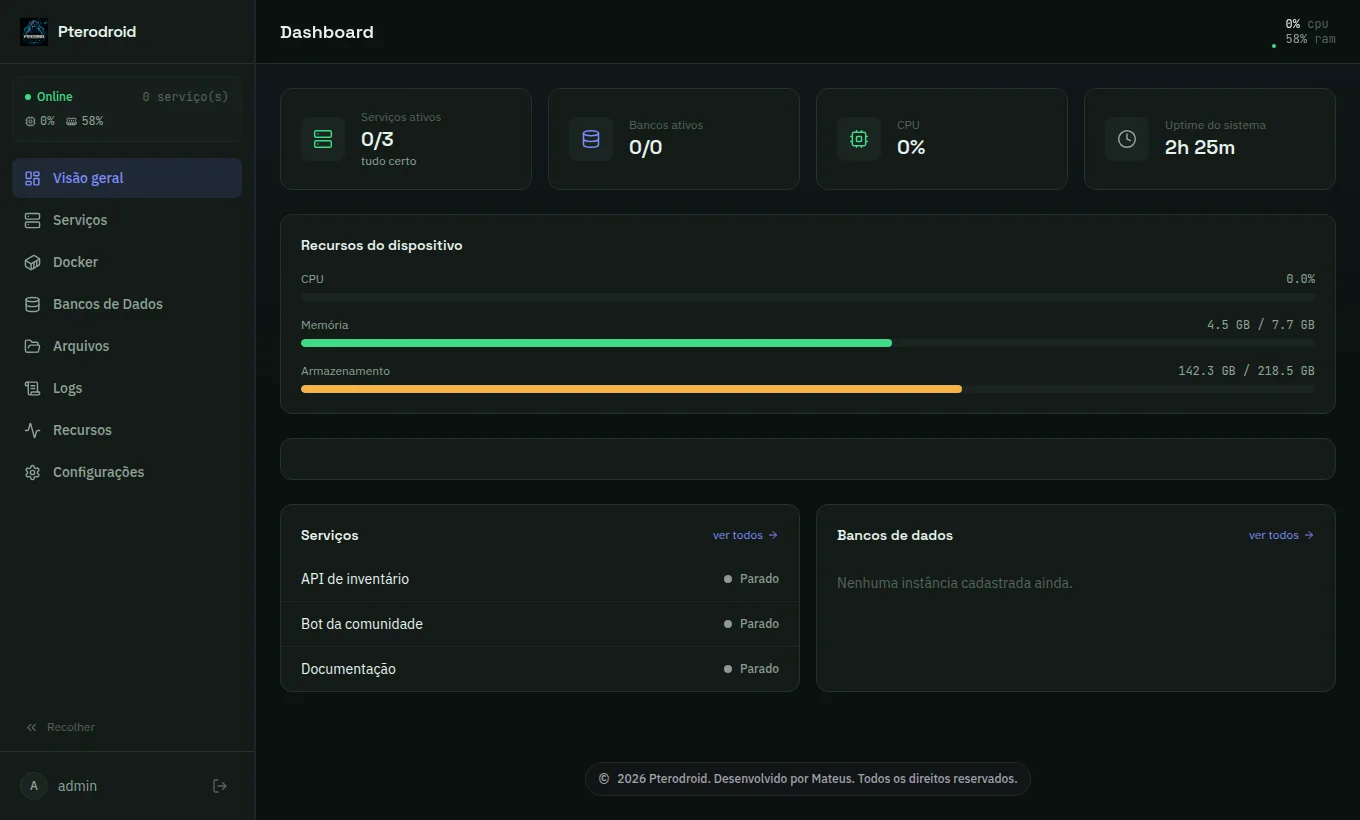 Pterodroid
Online
0 serviço(s)
0%
58%
Visão geral
Serviços
Docker
Bancos de Dados
Arquivos
Logs
Recursos
Configurações
Recolher
A
admin
Dashboard
0% cpu
58% ram
Serviços ativos
0/3
tudo certo
Bancos ativos
0/0
CPU
0%
Uptime do sistema
2h 25m
Recursos do dispositivo
CPU
0.0%
Memória
4.5 GB / 7.7 GB
Armazenamento
142.3 GB / 218.5 GB
Serviços
ver todos →
API de inventário
Parado
Bot da comunidade
Parado
Documentação
Parado
Bancos de dados
ver todos →
Nenhuma instância cadastrada ainda.
© 2026 Pterodroid. Desenvolvido por Mateus. Todos os direitos reservados.